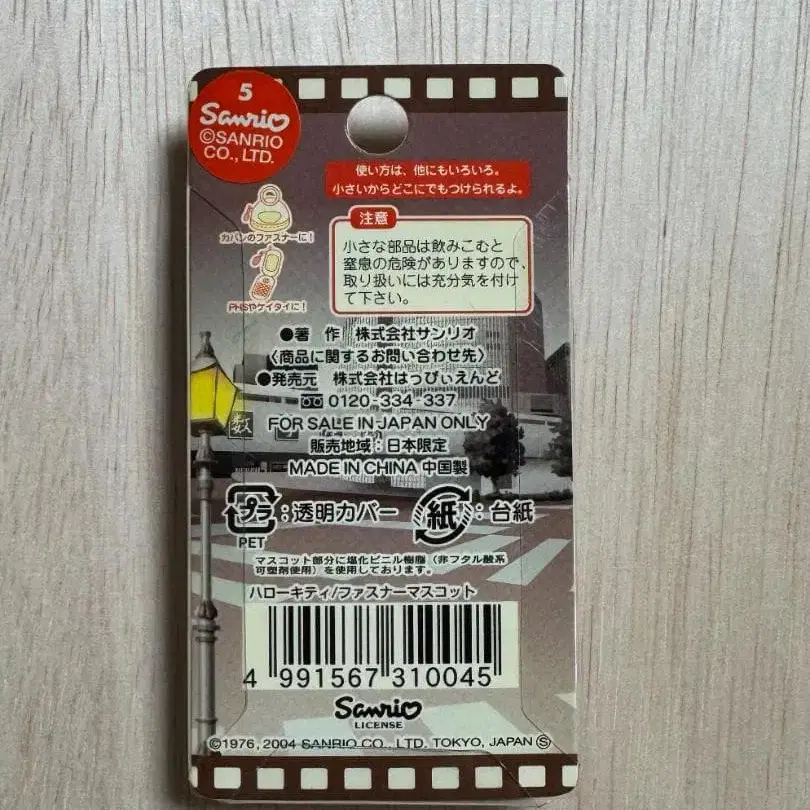 5
Sanrio
©SANRIO
CO., LTD.
使い方は、他にもいろいろ。
小さいからどこにでもつけられるよ。
カバンのファスナーに!
PHSやケイタイに!
注意
小さな部品は飲みこむと
窒息の危険がありますので、
取り扱いには充分気を付け
て下さい。
●著 作 株式会社サンリオ
〈商品に関するお問い合わせ先〉
●発売元 株式会社はっぴぃえんど
0120-334-337
FOR SALE IN JAPAN ONLY
販売地域:日本限定
MADE IN CHINA 中国製
プラ:透明カバー 紙:台紙
PET
マスコット部分に塩化ビニル樹脂(非フタル酸系
可塑剤使用)を使用しております。
ハローキティ/ファスナーマスコット
4 991567 310045
Sanrio
LICENSE
©1976, 2004 SANRIO CO., LTD. TOKYO, JAPAN Ⓢ